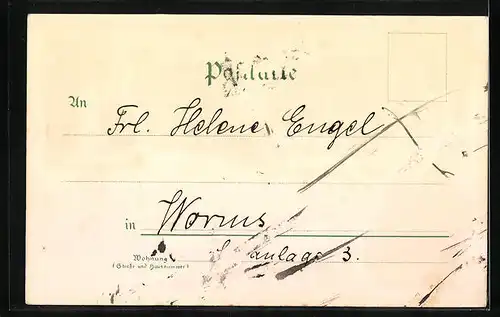 Postkarte
An Frl. Helene Engel
in Worms
Wohnung anlage 3.
(Straße und Hausnummer)